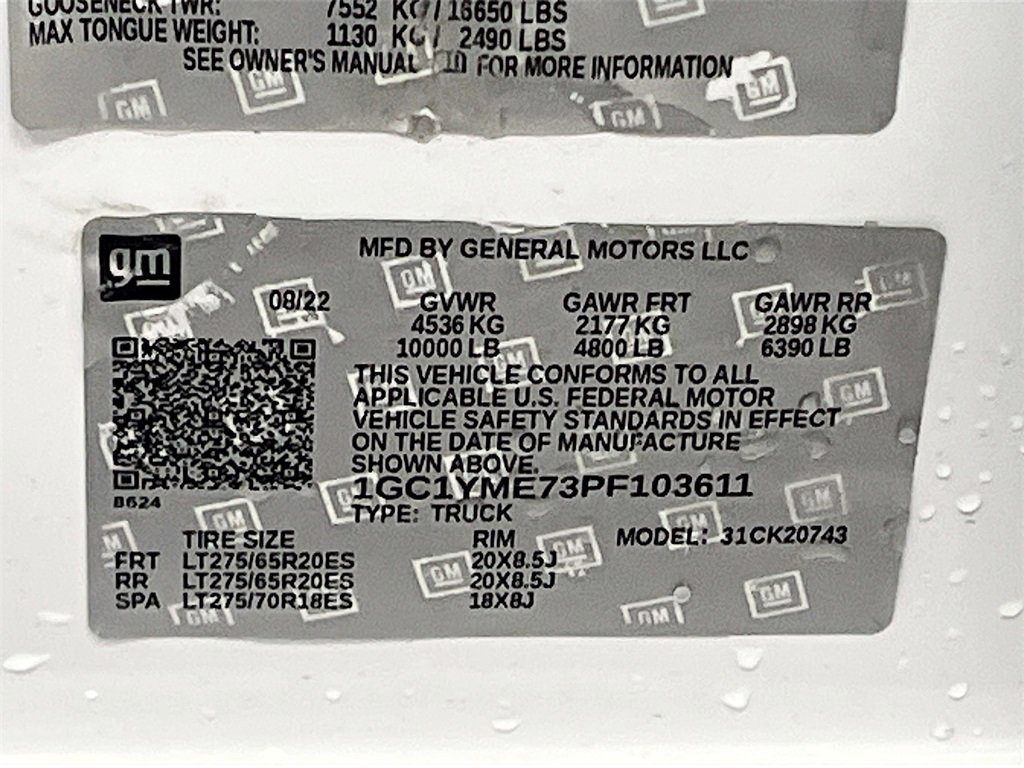 GOOSENECK TWR: 7552 KG / 16650 LBS
MAX TONGUE WEIGHT: 1130 KG / 2490 LBS
SEE OWNER'S MANUAL FOR MORE INFORMATION
gm
MFD BY GENERAL MOTORS LLC
08/22 GVWR GAWR FRT GAWR RR
4536 KG 2177 KG 2898 KG
10000 LB 4800 LB 6390 LB
THIS VEHICLE CONFORMS TO ALL
APPLICABLE U.S. FEDERAL MOTOR
VEHICLE SAFETY STANDARDS IN EFFECT
ON THE DATE OF MANUFACTURE
SHOWN ABOVE.
1GC1YME73PF103611
B624
TYPE: TRUCK
TIRE SIZE RIM MODEL: 31CK20743
FRT LT275/65R20ES 20X8.5J
RR LT275/65R20ES 20X8.5J
SPA LT275/70R18ES 18X8J